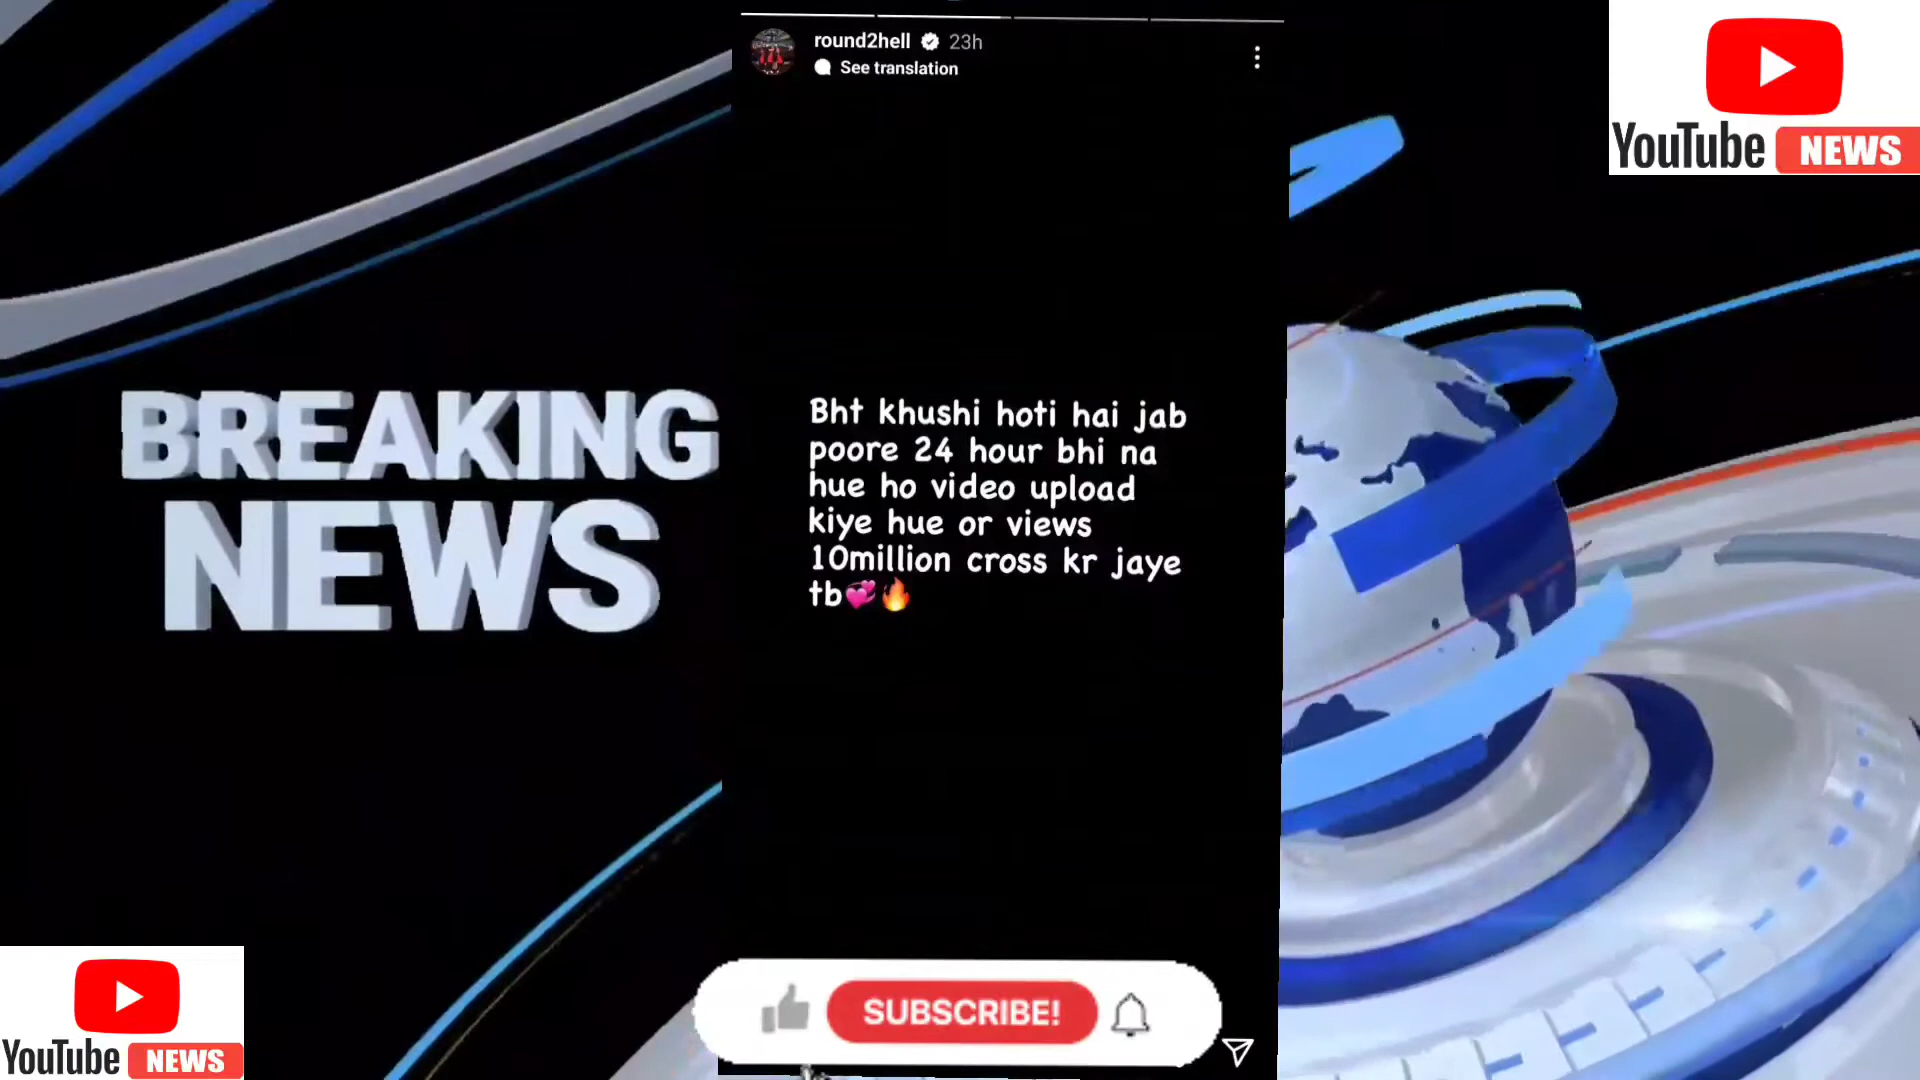 round2hell 23h
See translation
YouTube NEWS
BREAKING
NEWS
Bht khushi hoti hai jab
poore 24 hour bhi na
hue ho video upload
kiye hue or views
10million cross kr jaye
tb💞🔥
SUBSCRIBE!
YouTube NEWS